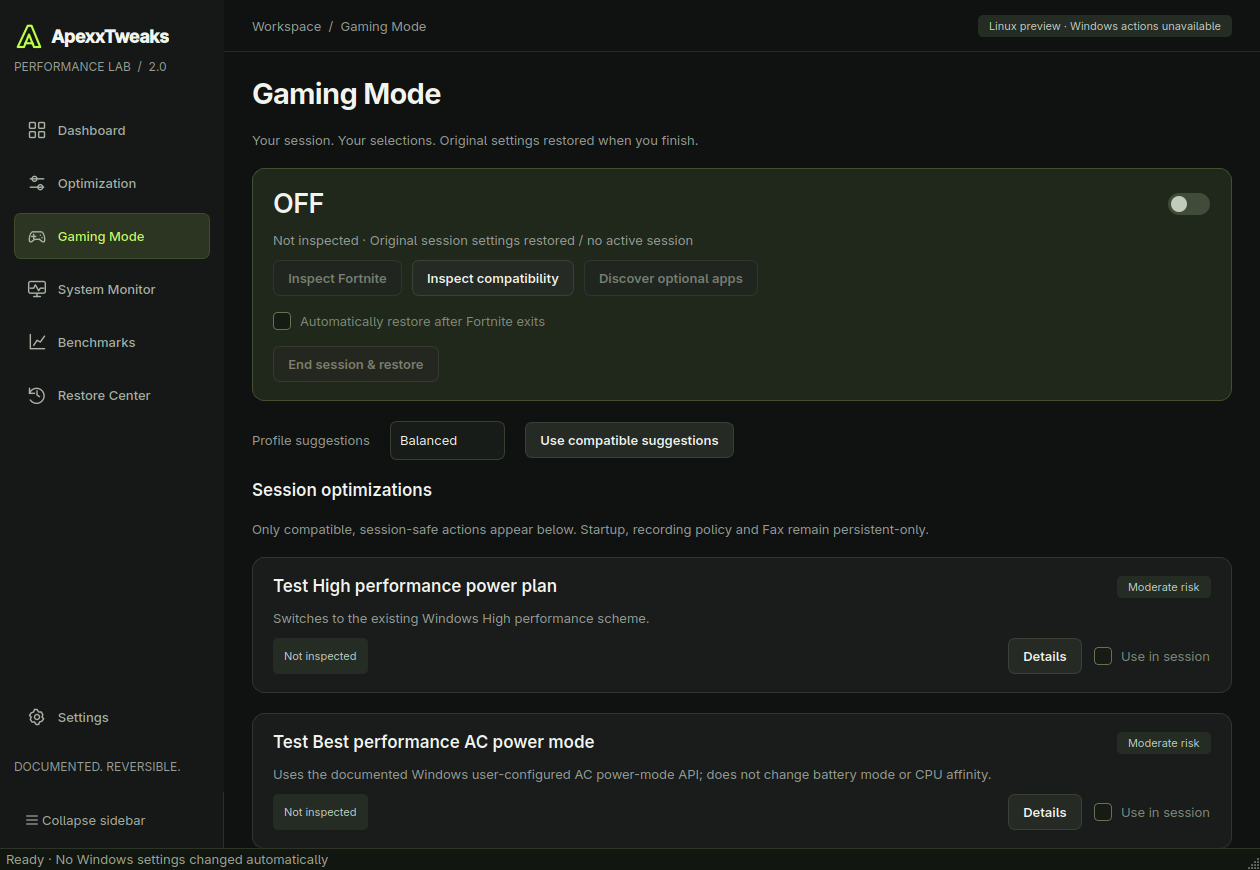 ApexxTweaks
PERFORMANCE LAB / 2.0
Dashboard
Optimization
Gaming Mode
System Monitor
Benchmarks
Restore Center
Settings
DOCUMENTED. REVERSIBLE.
Collapse sidebar
Workspace / Gaming Mode
Linux preview · Windows actions unavailable
Gaming Mode
Your session. Your selections. Original settings restored when you finish.
OFF
Not inspected · Original session settings restored / no active session
Inspect Fortnite Inspect compatibility Discover optional apps
Automatically restore after Fortnite exits
End session & restore
Profile suggestions Balanced Use compatible suggestions
Session optimizations
Only compatible, session-safe actions appear below. Startup, recording policy and Fax remain persistent-only.
Test High performance power plan Moderate risk
Switches to the existing Windows High performance scheme.
Not inspected Details Use in session
Test Best performance AC power mode Moderate risk
Uses the documented Windows user-configured AC power-mode API; does not change battery mode or CPU affinity.
Not inspected Details Use in session
Ready · No Windows settings changed automatically